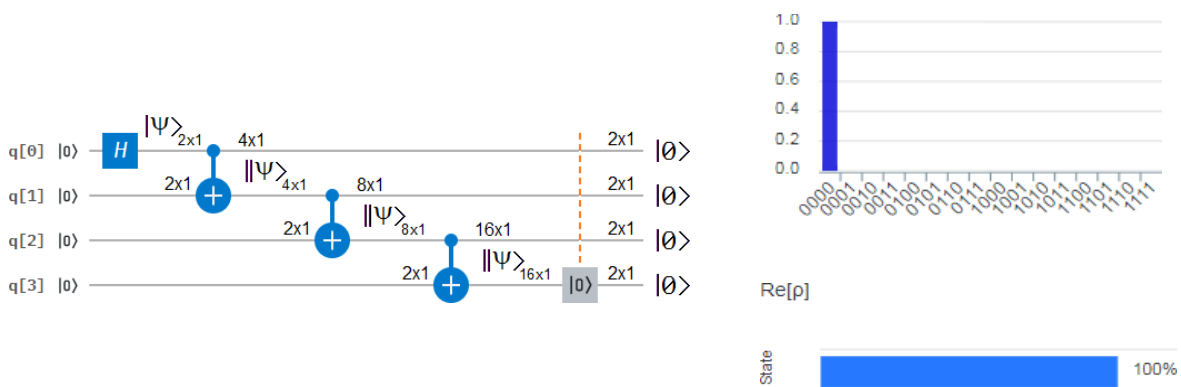 |Ψ⟩2x1 4x1 2x1
q[0] |0⟩ H |0⟩
2x1 ‖Ψ⟩4x1 8x1 2x1
q[1] |0⟩ |0⟩
2x1 ‖Ψ⟩8x1 16x1 2x1
q[2] |0⟩ |0⟩
2x1 ‖Ψ⟩16x1 2x1
q[3] |0⟩ |0⟩ |0⟩
1.0
0.8
0.6
0.4
0.2
0.0
0000 0001 0010 0011 0100 0101 0110 0111 1000 1001 1010 1011 1100 1101 1110 1111
Re[ρ]
State 100%